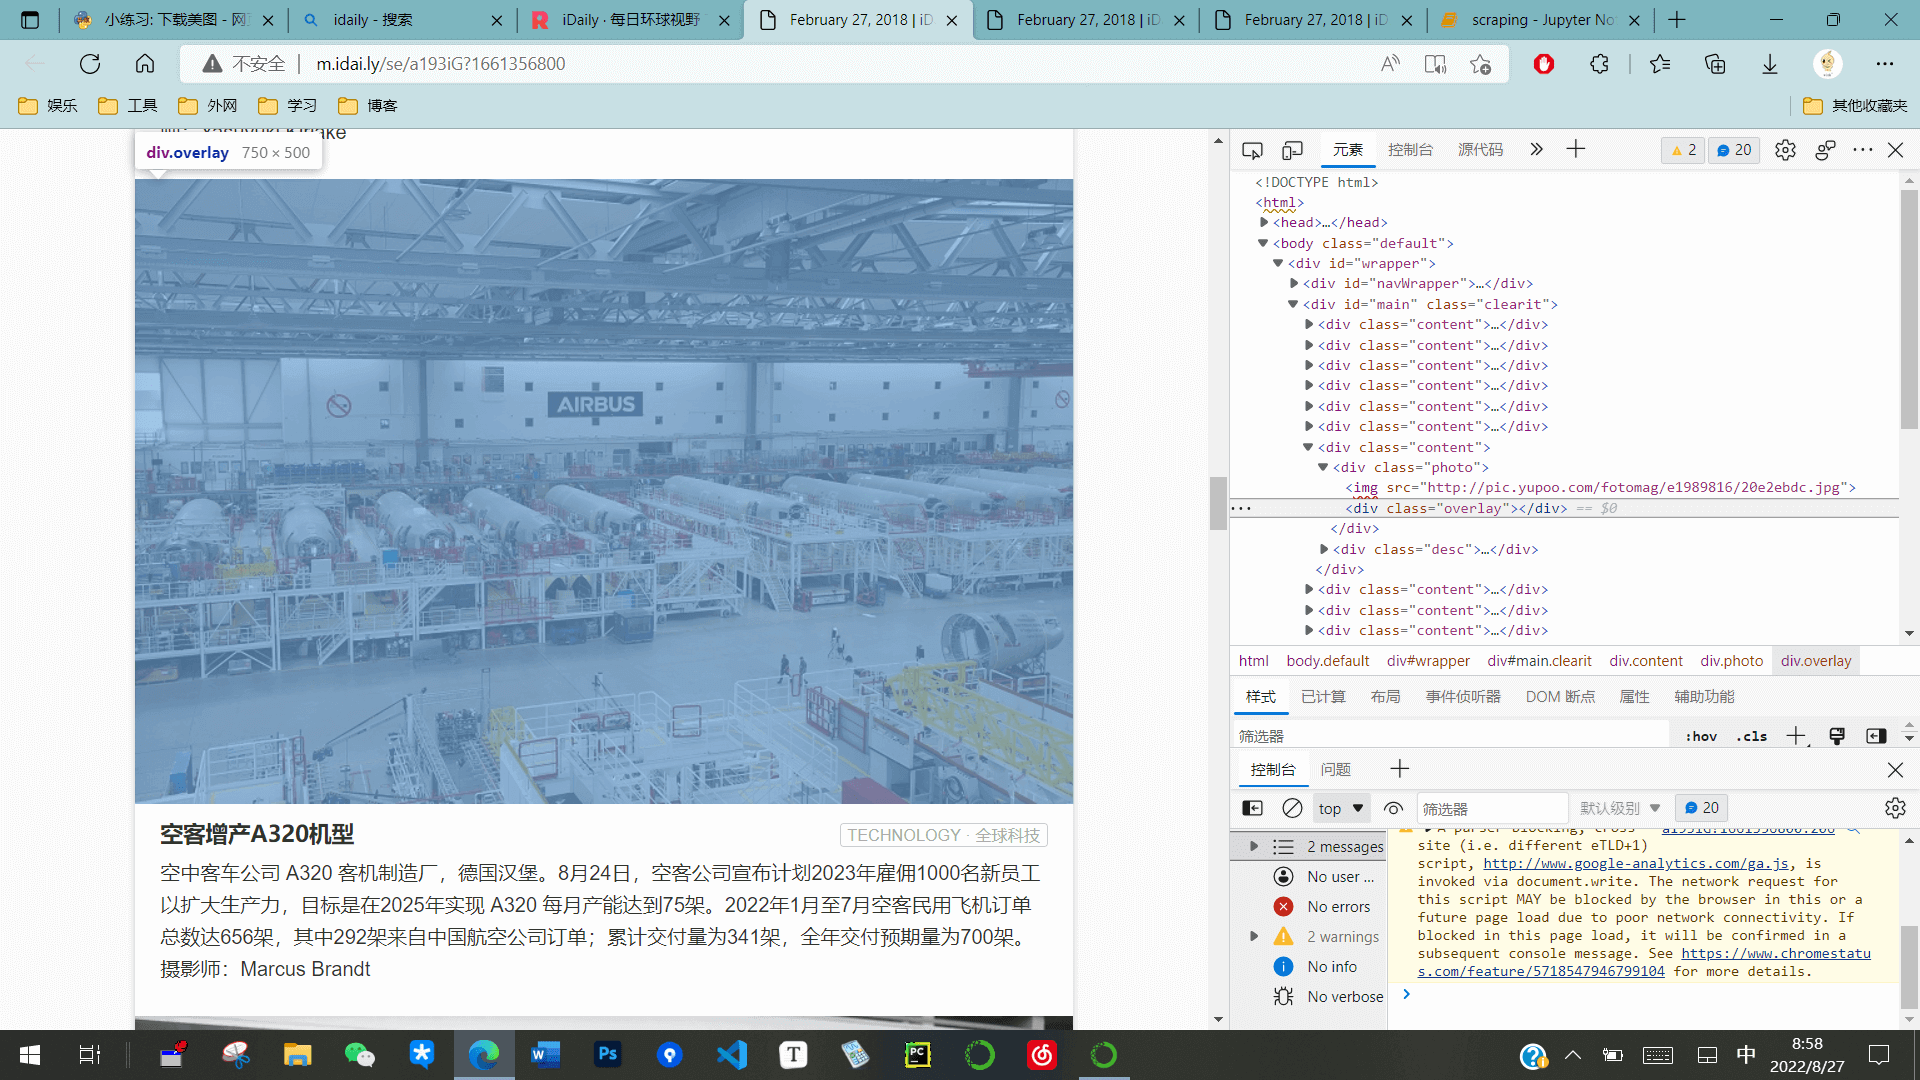 小练习: 下载美图 - 网
idaily - 搜索
iDaily · 每日环球视野
February 27, 2018 | iD
February 27, 2018 | iD
February 27, 2018 | iD
scraping - Jupyter No
不安全
m.idai.ly/se/a193iG?1661356800
娱乐
工具
外网
学习
博客
其他收藏夹
div.overlay 750 × 500
AIRBUS
空客增产A320机型
TECHNOLOGY · 全球科技
空中客车公司 A320 客机制造厂，德国汉堡。8月24日，空客公司宣布计划2023年雇佣1000名新员工
以扩大生产力，目标是在2025年实现 A320 每月产能达到75架。2022年1月至7月空客民用飞机订单
总数达656架，其中292架来自中国航空公司订单；累计交付量为341架，全年交付预期量为700架。
摄影师：Marcus Brandt
元素
控制台
源代码
2
20
<!DOCTYPE html>
<html>
<head>…</head>
<body class="default">
<div id="wrapper">
<div id="navWrapper">…</div>
<div id="main" class="clearit">
<div class="content">…</div>
<div class="content">…</div>
<div class="content">…</div>
<div class="content">…</div>
<div class="content">…</div>
<div class="content">…</div>
<div class="content">
<div class="photo">
<img src="http://pic.yupoo.com/fotomag/e1989816/20e2ebdc.jpg">
<div class="overlay"></div> == $0
</div>
<div class="desc">…</div>
</div>
<div class="content">…</div>
<div class="content">…</div>
<div class="content">…</div>
html body.default div#wrapper div#main.clearit div.content div.photo div.overlay
样式 已计算 布局 事件侦听器 DOM 断点 属性 辅助功能
筛选器
:hov .cls
控制台 问题
top
筛选器
默认级别
20
2 messages
No user ...
No errors
2 warnings
No info
No verbose
site (i.e. different eTLD+1)
script, http://www.google-analytics.com/ga.js, is
invoked via document.write. The network request for
this script MAY be blocked by the browser in this or a
future page load due to poor network connectivity. If
blocked in this page load, it will be confirmed in a
subsequent console message. See https://www.chromestatu
s.com/feature/5718547946799104 for more details.
W
Ps
T
PC
中
8:58
2022/8/27